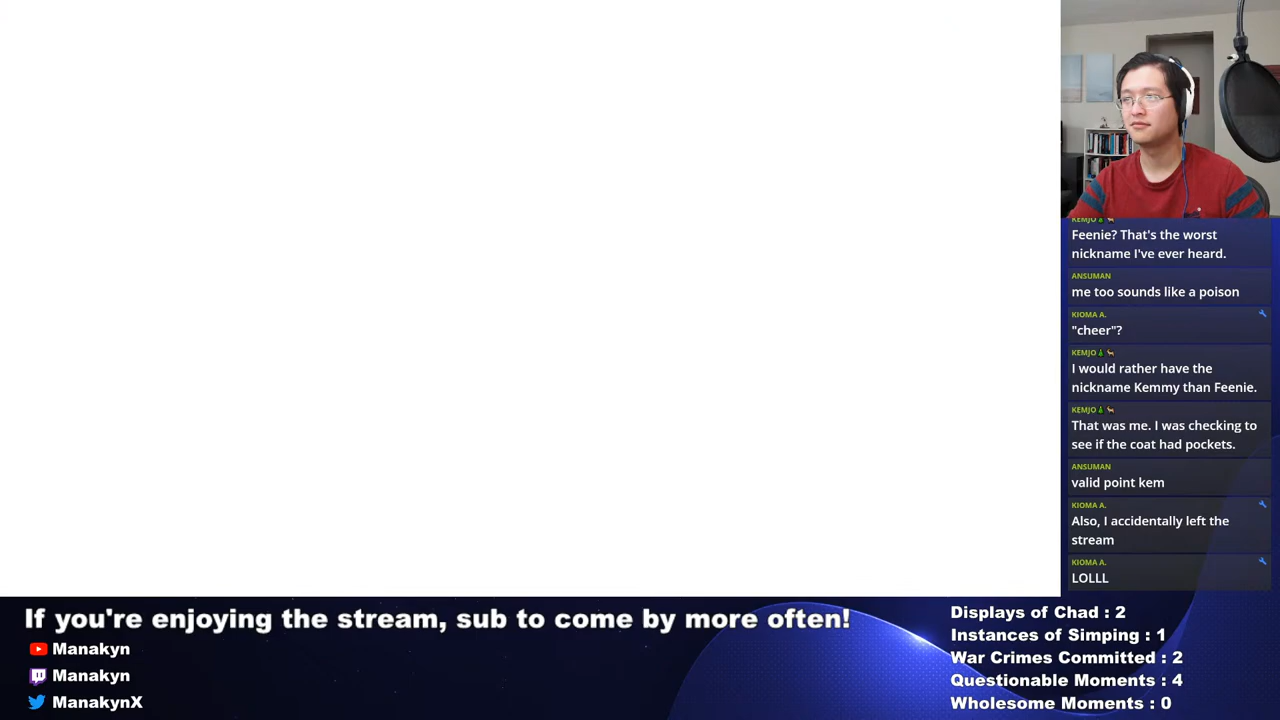 KEMJO
Feenie? That's the worst
nickname I've ever heard.
ANSUMAN
me too sounds like a poison
KIOMA A.
"cheer"?
KEMJO
I would rather have the
nickname Kemmy than Feenie.
KEMJO
That was me. I was checking to
see if the coat had pockets.
ANSUMAN
valid point kem
KIOMA A.
Also, I accidentally left the
stream
KIOMA A.
LOLLL
If you're enjoying the stream, sub to come by more often!
Manakyn
Manakyn
ManakynX
Displays of Chad : 2
Instances of Simping : 1
War Crimes Committed : 2
Questionable Moments : 4
Wholesome Moments : 0